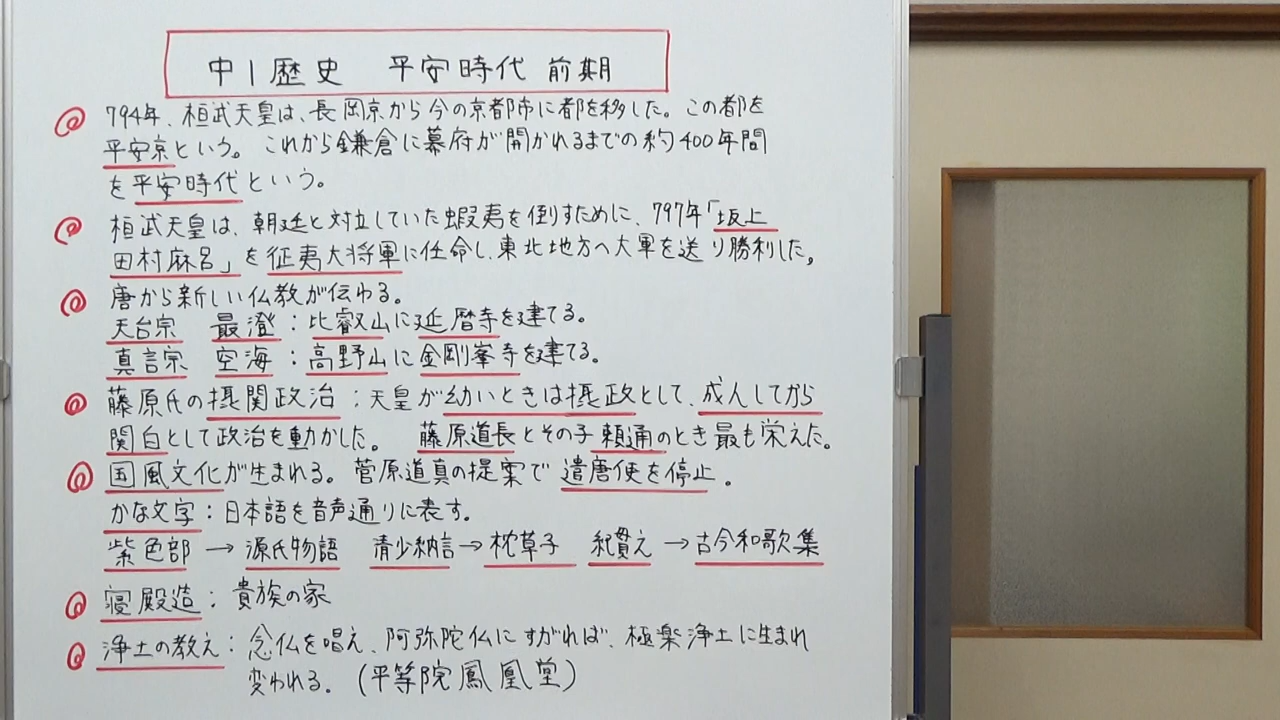 中1歴史 平安時代 前期
794年、桓武天皇は、長岡京から今の京都市に都を移した。この都を
平安京という。これから鎌倉に幕府が開かれるまでの約400年間
を平安時代という。
桓武天皇は、朝廷と対立していた蝦夷を倒すために、797年「坂上
田村麻呂」を征夷大将軍に任命し、東北地方へ大軍を送り勝利した。
唐から新しい仏教が伝わる。
天台宗 最澄：比叡山に延暦寺を建てる。
真言宗 空海：高野山に金剛峯寺を建てる。
藤原氏の摂関政治：天皇が幼いときは摂政として、成人してから
関白として政治を動かした。 藤原道長とその子頼通のとき最も栄えた。
国風文化が生まれる。菅原道真の提案で遣唐使を停止。
かな文字：日本語を音声通りに表す。
紫色部→源氏物語 清少納言→枕草子 紀貫え→古今和歌集
寝殿造：貴族の家
浄土の教え：念仏を唱え、阿弥陀仏にすがれば、極楽浄土に生まれ
変われる。(平等院鳳凰堂)